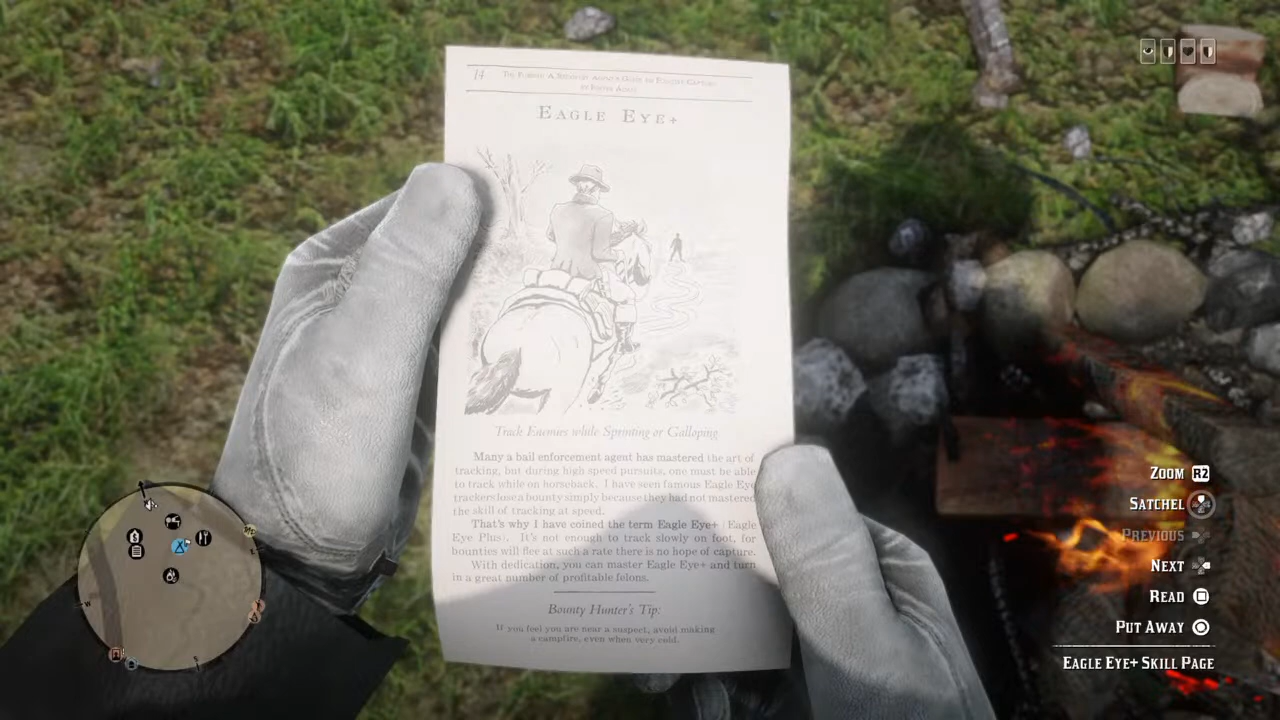 14
THE PURSUIT: A BOUNTY AGENT'S GUIDE TO FUGITIVE CAPTURE
EAGLE EYE+
Track Enemies while Sprinting or Galloping
Many a bail enforcement agent has mastered the art of
tracking, but during high speed pursuits, one must be able
to track while on horseback. I have seen famous Eagle Eye
trackers lose a bounty simply because they had not mastered
the skill of tracking at speed.
That's why I have coined the term Eagle Eye+ (Eagle
Eye Plus). It's not enough to track slowly on foot, for
bounties will flee at such a rate there is no hope of capture.
With dedication, you can master Eagle Eye+ and turn
in a great number of profitable felons.
Bounty Hunter's Tip:
If you feel you are near a suspect, avoid making
a campfire, even when very cold.
ZOOM R2
SATCHEL
PREVIOUS
NEXT
READ
PUT AWAY
EAGLE EYE+ SKILL PAGE
W